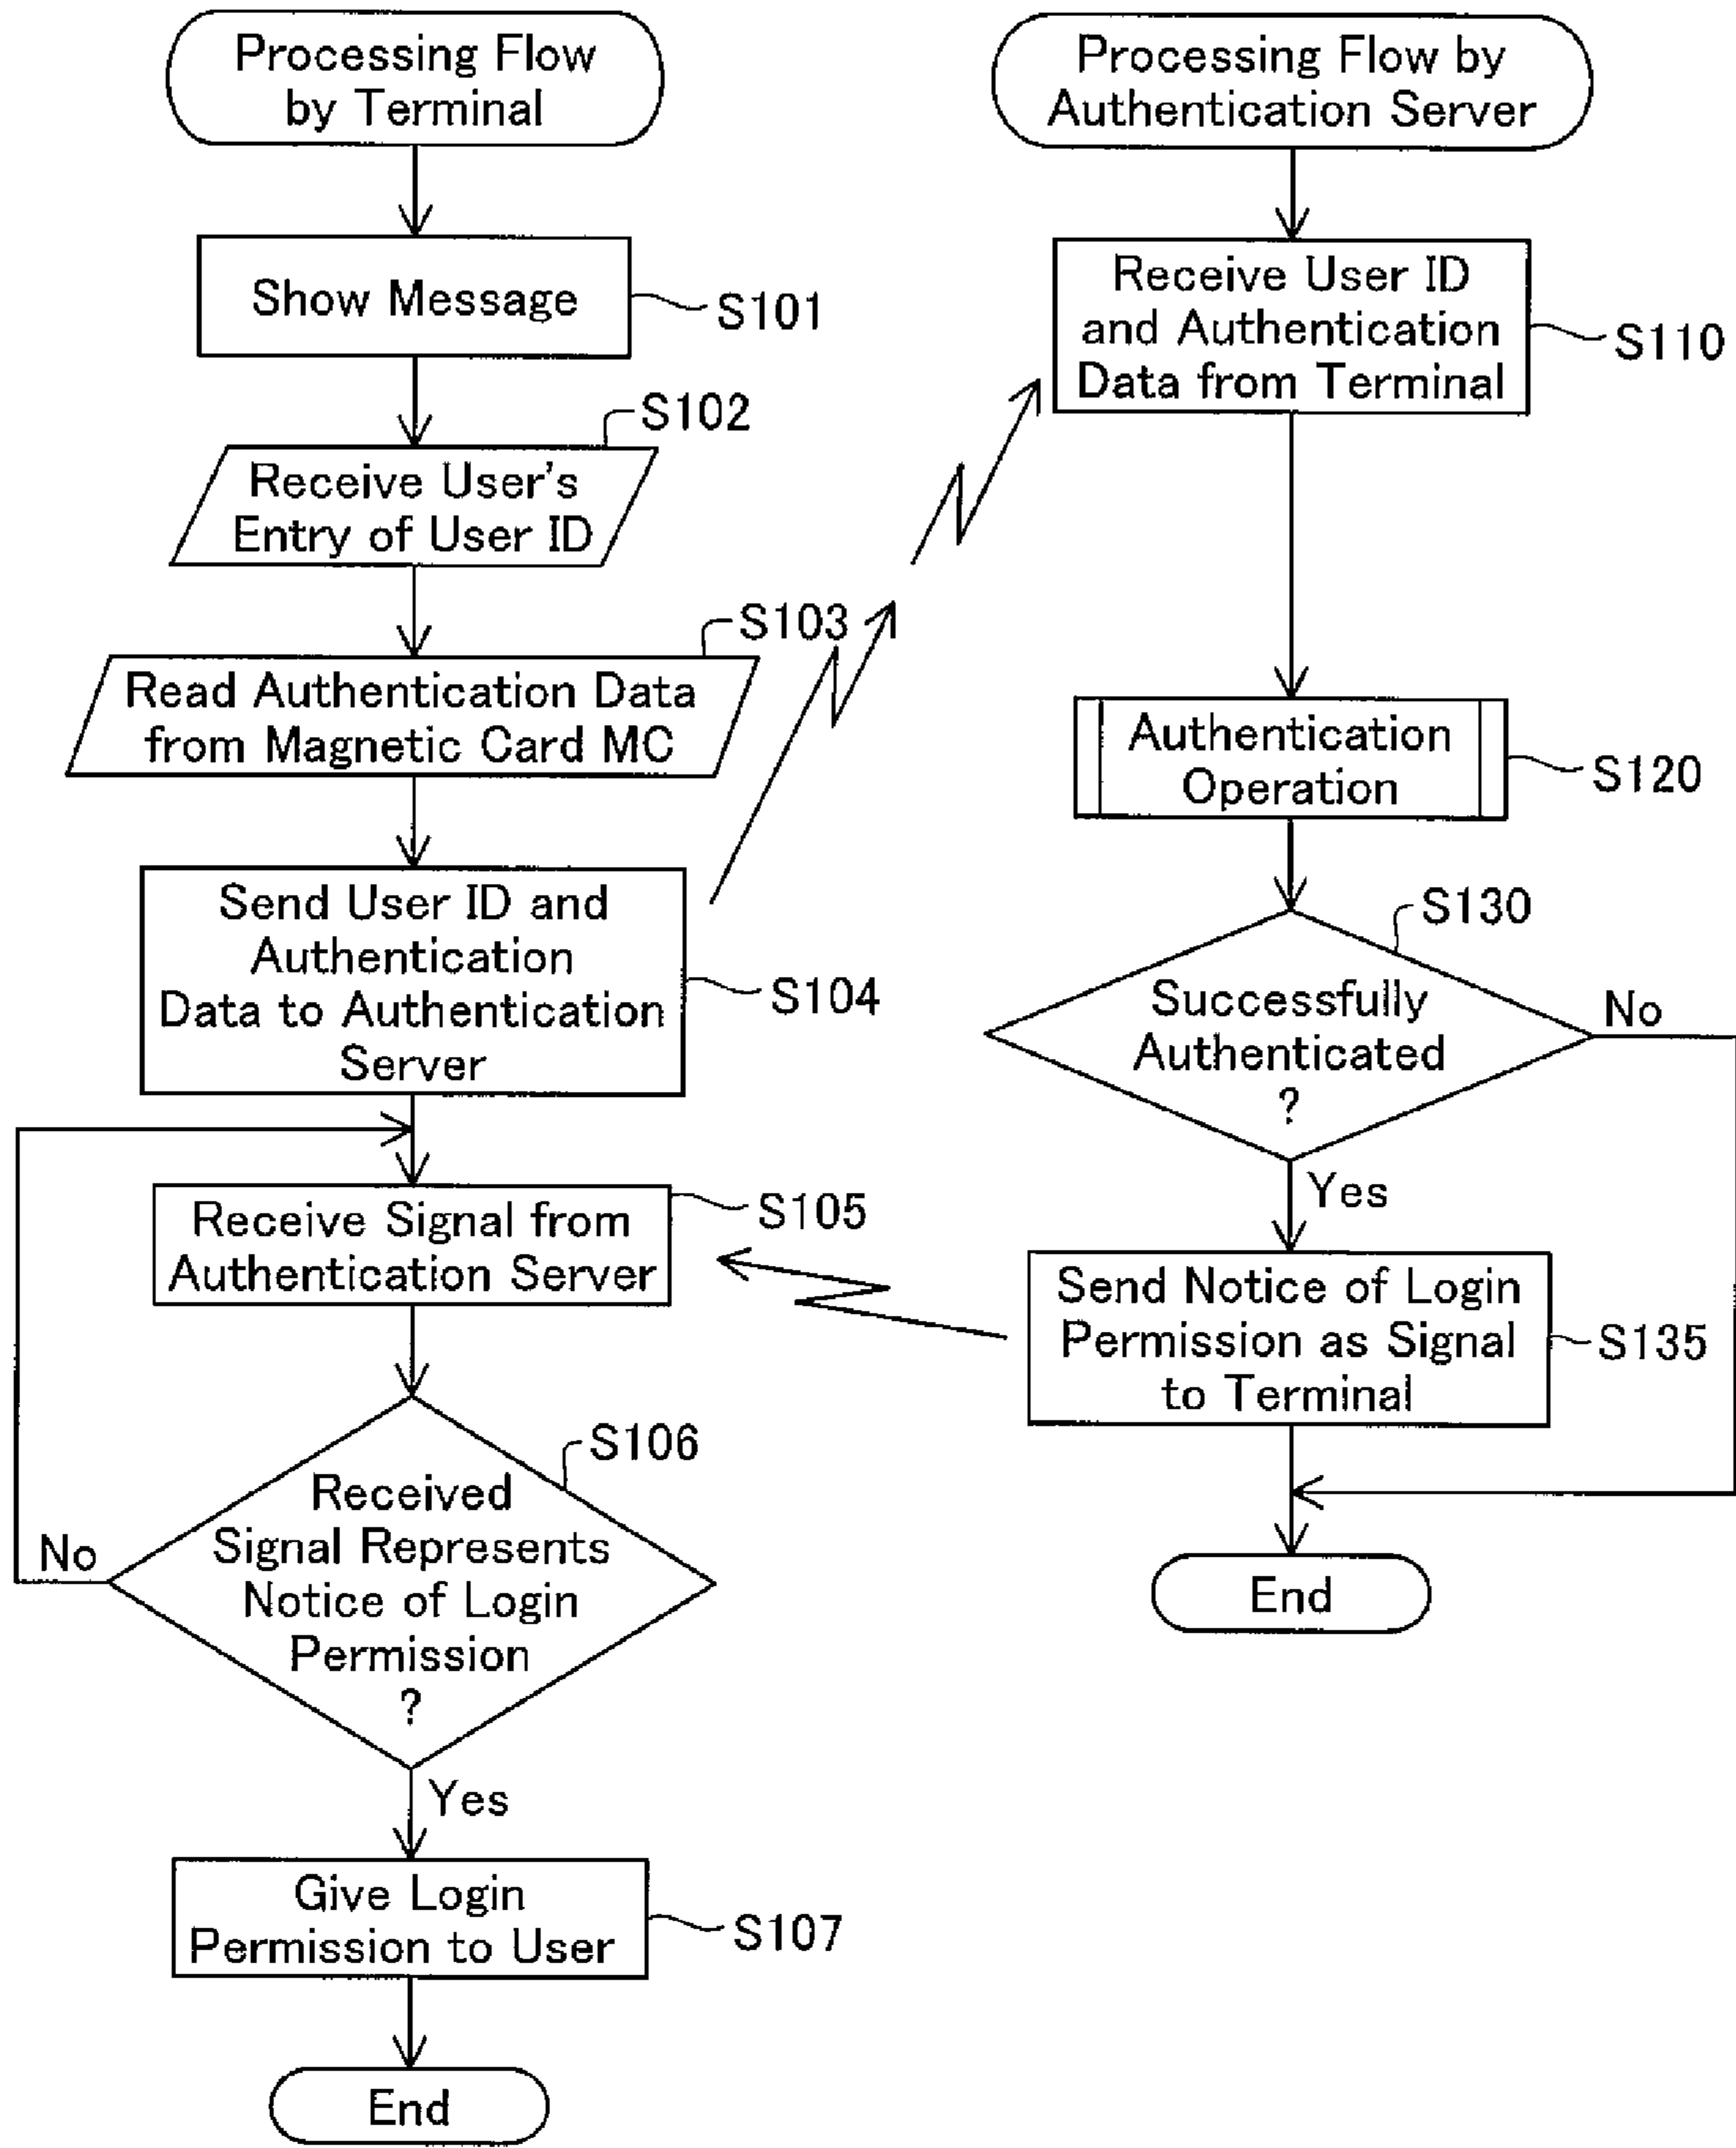 Processing Flow
by Terminal
Show Message
S101
S102
Receive User's
Entry of User ID
S103
Read Authentication Data
from Magnetic Card MC
Send User ID and
Authentication
Data to Authentication
Server
S104
Receive Signal from
Authentication Server
S105
S106
Received
Signal Represents
Notice of Login
Permission
?
No
Yes
Give Login
Permission to User
S107
End
Processing Flow by
Authentication Server
Receive User ID
and Authentication
Data from Terminal
S110
Authentication
Operation
S120
S130
Successfully
Authenticated
?
No
Yes
Send Notice of Login
Permission as Signal
to Terminal
S135
End